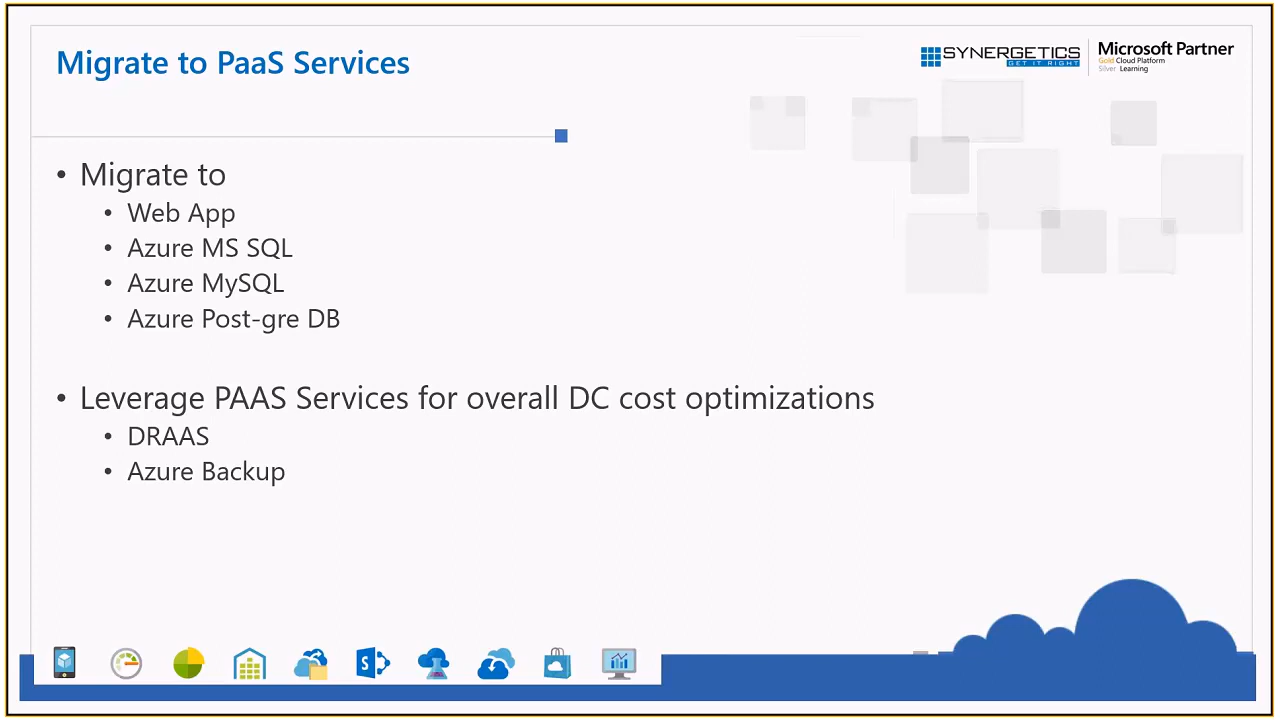 Migrate to PaaS Services
SYNERGETICS
GET IT RIGHT
Microsoft Partner
Gold Cloud Platform
Silver Learning
• Migrate to
• Web App
• Azure MS SQL
• Azure MySQL
• Azure Post-gre DB
• Leverage PAAS Services for overall DC cost optimizations
• DRAAS
• Azure Backup
S